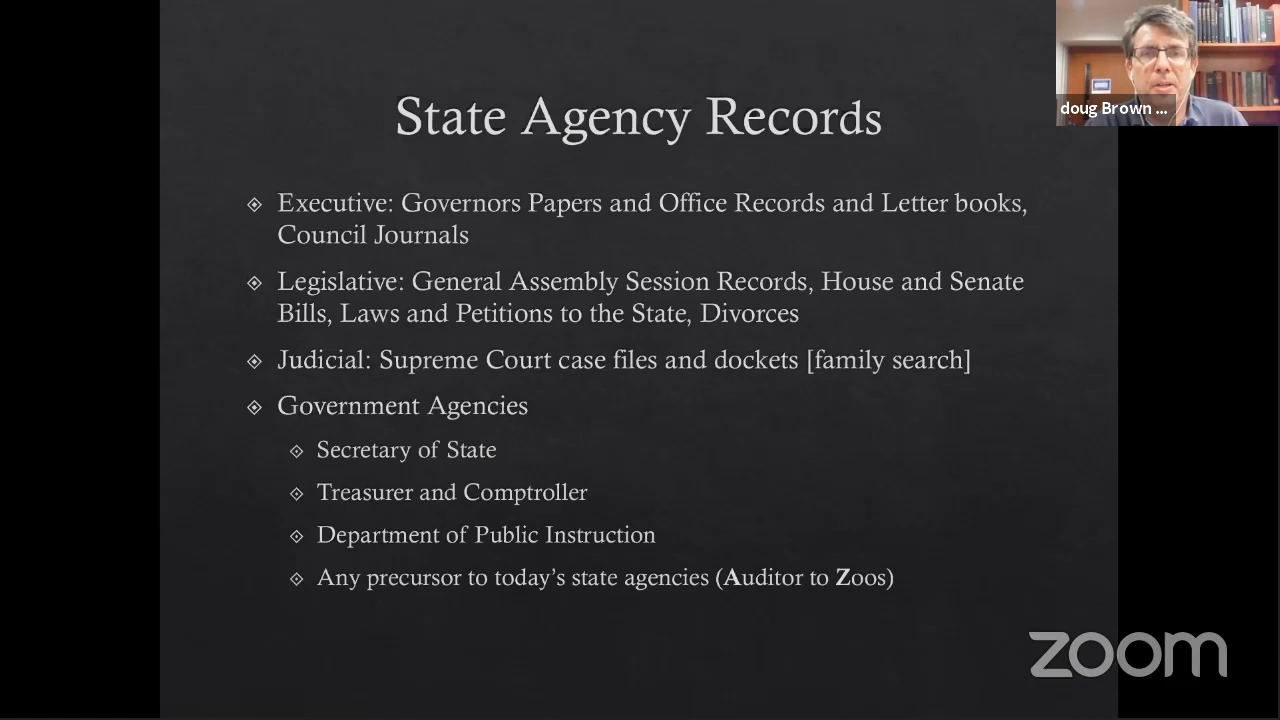 State Agency Records
doug Brown ...
Executive: Governors Papers and Office Records and Letter books,
Council Journals
Legislative: General Assembly Session Records, House and Senate
Bills, Laws and Petitions to the State, Divorces
Judicial: Supreme Court case files and dockets [family search]
Government Agencies
Secretary of State
Treasurer and Comptroller
Department of Public Instruction
Any precursor to today’s state agencies (Auditor to Zoos)
zoom